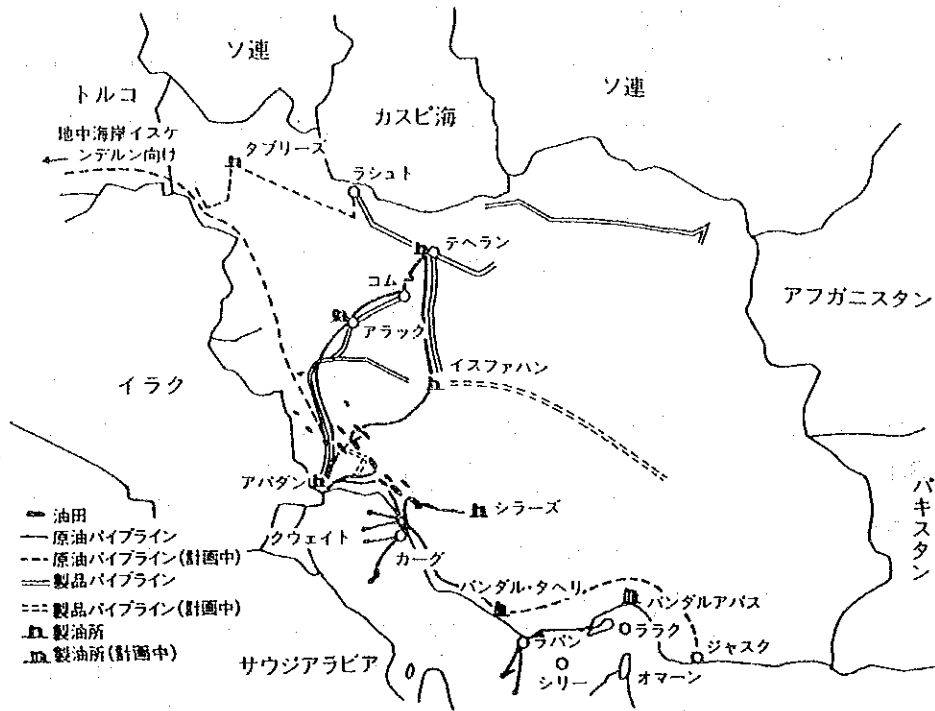 ソ連
ソ連
トルコ
カスピ海
地中海岸イスケ
ンデルン向け
タブリーズ
ラシュト
テヘラン
コム
アフガニスタン
アラック
イラク
イスファハン
アバダン
シラーズ
パキスタン
クウェイト
カーグ
バンダル・タヘリ
バンダルアバス
ラバン
ララク
ジャスク
シリー
オマーン
サウジアラビア
油田
原油パイプライン
原油パイプライン(計画中)
製品パイプライン
製品パイプライン(計画中)
製油所
製油所(計画中)